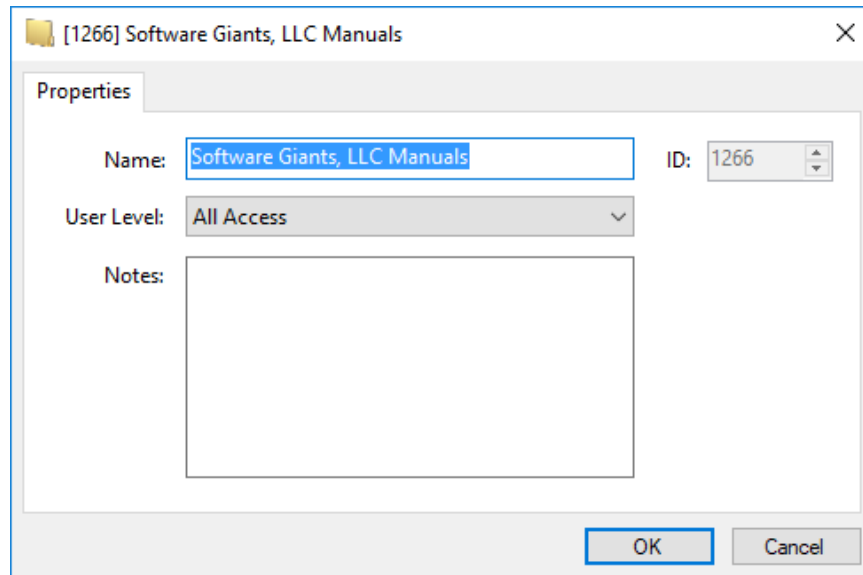 [1266] Software Giants, LLC Manuals
Properties
Name: Software Giants, LLC Manuals ID: 1266
User Level: All Access
Notes:
OK Cancel